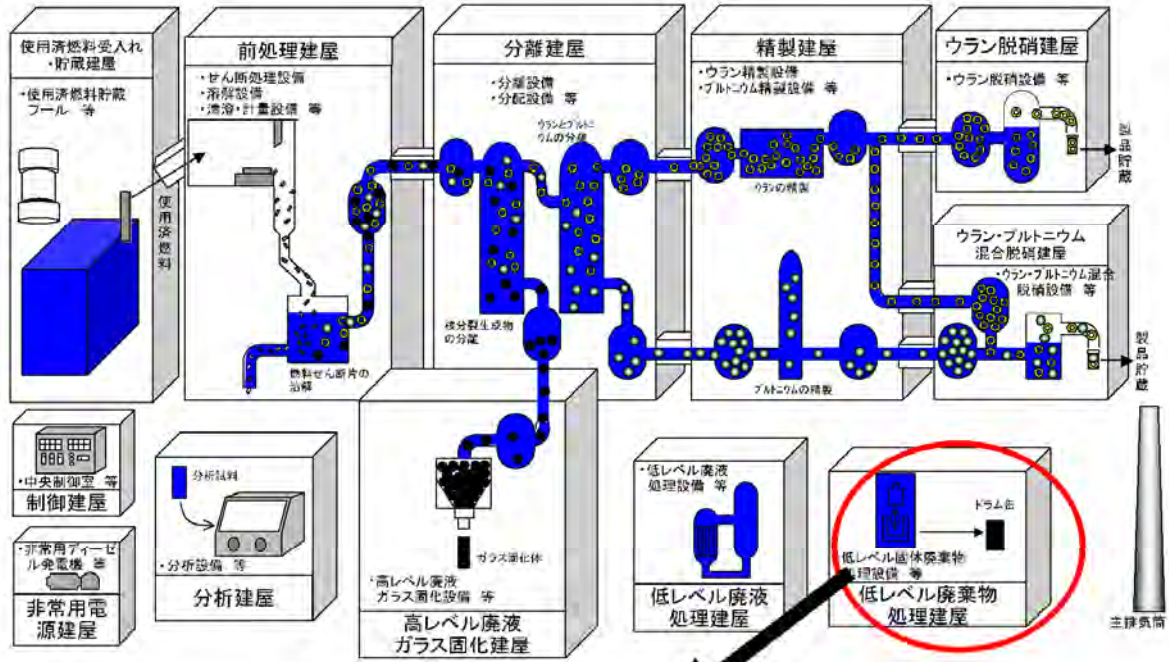 使用済燃料受入れ
・貯蔵建屋
・使用済燃料貯蔵
プール 等
使用済燃料
前処理建屋
・せん断処理設備
・溶解設備
・清澄・計量設備 等
燃料せん断片の
溶解
分離建屋
・分離設備
・分配設備 等
ウランとプルトニ
ウムの分離
核分裂生成物
の分離
精製建屋
・ウラン精製設備
・プルトニウム精製設備 等
ウランの精製
プルトニウムの精製
ウラン脱硝建屋
・ウラン脱硝設備 等
製品貯蔵
ウラン・プルトニウム
混合脱硝建屋
・ウラン・プルトニウム混合
脱硝設備 等
製品貯蔵
・中央制御室 等
制御建屋
・非常用ディーゼ
ル発電機 等
非常用電
源建屋
分析試料
・分析設備 等
分析建屋
ガラス固化体
・高レベル廃液
ガラス固化設備 等
高レベル廃液
ガラス固化建屋
・低レベル廃液
処理設備 等
低レベル廃液
処理建屋
ドラム缶
低レベル固体廃棄物
処理設備 等
低レベル廃棄物
処理建屋
主排気筒